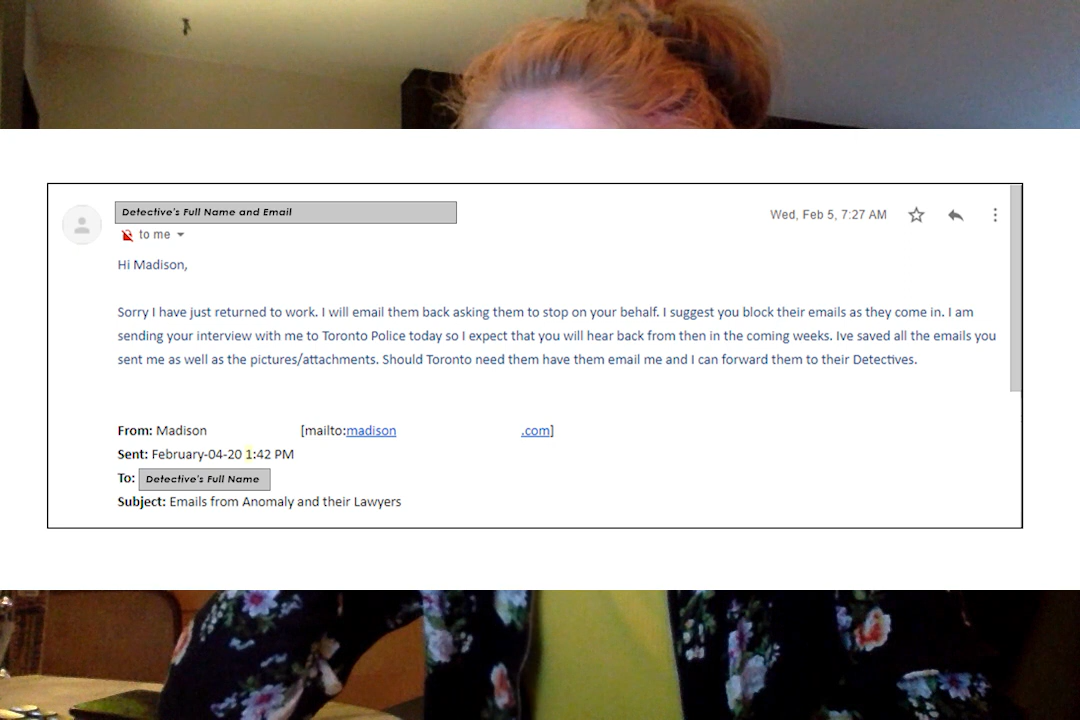 Detective's Full Name and Email
Wed, Feb 5, 7:27 AM
to me
Hi Madison,
Sorry I have just returned to work. I will email them back asking them to stop on your behalf. I suggest you block their emails as they come in. I am
sending your interview with me to Toronto Police today so I expect that you will hear back from then in the coming weeks. Ive saved all the emails you
sent me as well as the pictures/attachments. Should Toronto need them have them email me and I can forward them to their Detectives.
From: Madison [mailto:madison .com]
Sent: February-04-20 1:42 PM
To: Detective's Full Name
Subject: Emails from Anomaly and their Lawyers